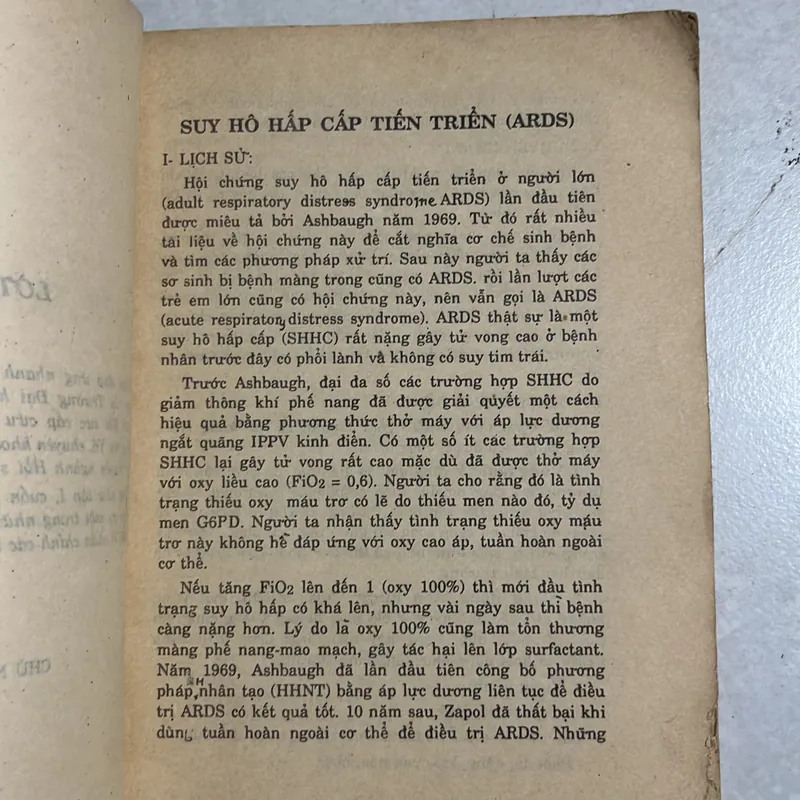 SUY HÔ HẤP CẤP TIẾN TRIỂN (ARDS)
I- LỊCH SỬ:
Hội chứng suy hô hấp cấp tiến triển ở người lớn
(adult respiratory distress syndrome ARDS) lần đầu tiên
được miêu tả bởi Ashbaugh năm 1969. Từ đó rất nhiều
tài liệu về hội chứng này để cắt nghĩa cơ chế sinh bệnh
và tìm các phương pháp xử trí. Sau này người ta thấy các
sơ sinh bị bệnh màng trong cũng có ARDS. rồi lần lượt các
trẻ em lớn cũng có hội chứng này, nên vẫn gọi là ARDS
(acute respiratory distress syndrome). ARDS thật sự là một
suy hô hấp cấp (SHHC) rất nặng gây tử vong cao ở bệnh
nhân trước đây có phổi lành và không có suy tim trái.
Trước Ashbaugh, đại đa số các trường hợp SHHC do
giảm thông khí phế nang đã được giải quyết một cách
hiệu quả bằng phương thức thở máy với áp lực dương
ngắt quãng IPPV kinh điển. Có một số ít các trường hợp
SHHC lại gây tử vong rất cao mặc dù đã được thở máy
với oxy liều cao (FiO2 = 0,6). Người ta cho rằng đó là tình
trạng thiếu oxy máu trơ có lẽ do thiếu men nào đó, tỷ dụ
men G6PD. Người ta nhận thấy tình trạng thiếu oxy mạu
trơ này không hề đáp ứng với oxy cao áp, tuần hoàn ngoài
cơ thể.
Nếu tăng FiO2 lên đến 1 (oxy 100%) thì mới đầu tình
trạng suy hô hấp có khá lên, nhưng vài ngày sau thì bệnh
càng nặng hơn. Lý do là oxy 100% cũng làm tổn thương
màng phế nang-mao mạch, gây tác hại lên lớp surfactant.
Năm 1969, Ashbaugh đã lần đầu tiên công bố phương
pháp HH nhân tạo (HHNT) bằng áp lực dương liên tục để điều
trị ARDS có kết quả tốt. 10 năm sau, Zapol đã thất bại khi
dùng tuần hoàn ngoài cơ thể để điều trị ARDS. Những